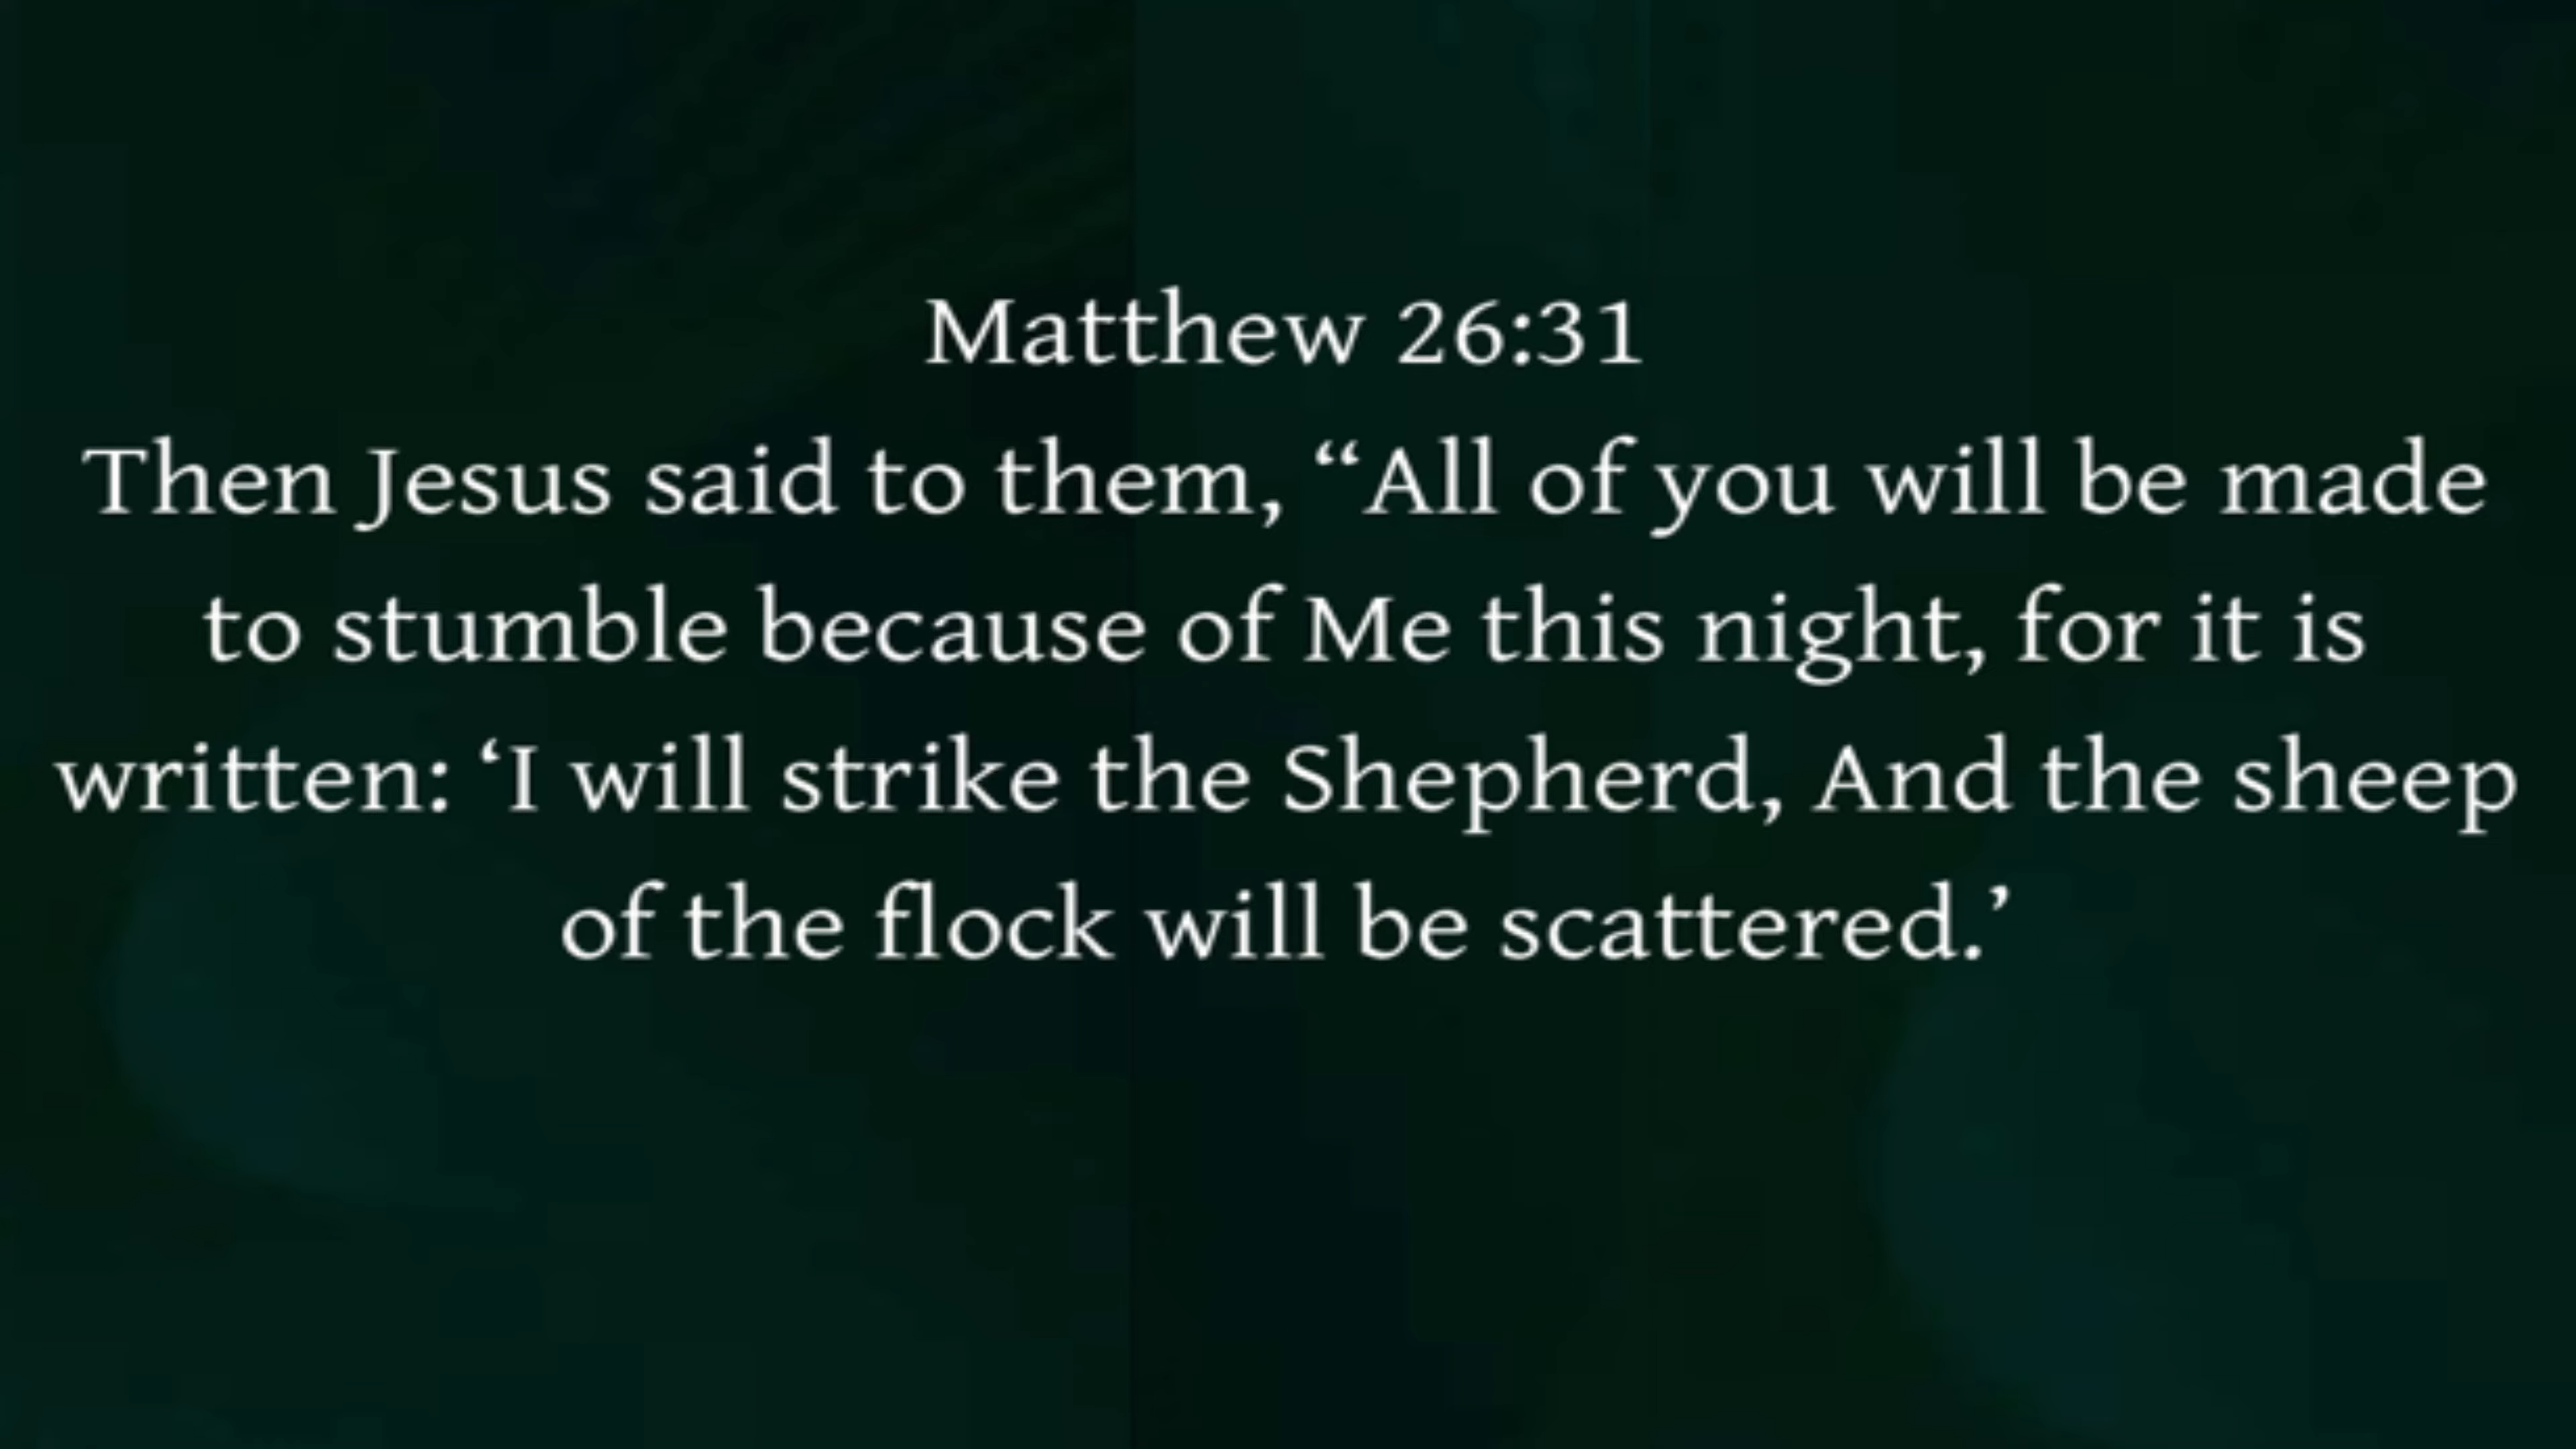 Matthew 26:31
Then Jesus said to them, “All of you will be made
to stumble because of Me this night, for it is
written: ‘I will strike the Shepherd, And the sheep
of the flock will be scattered.’